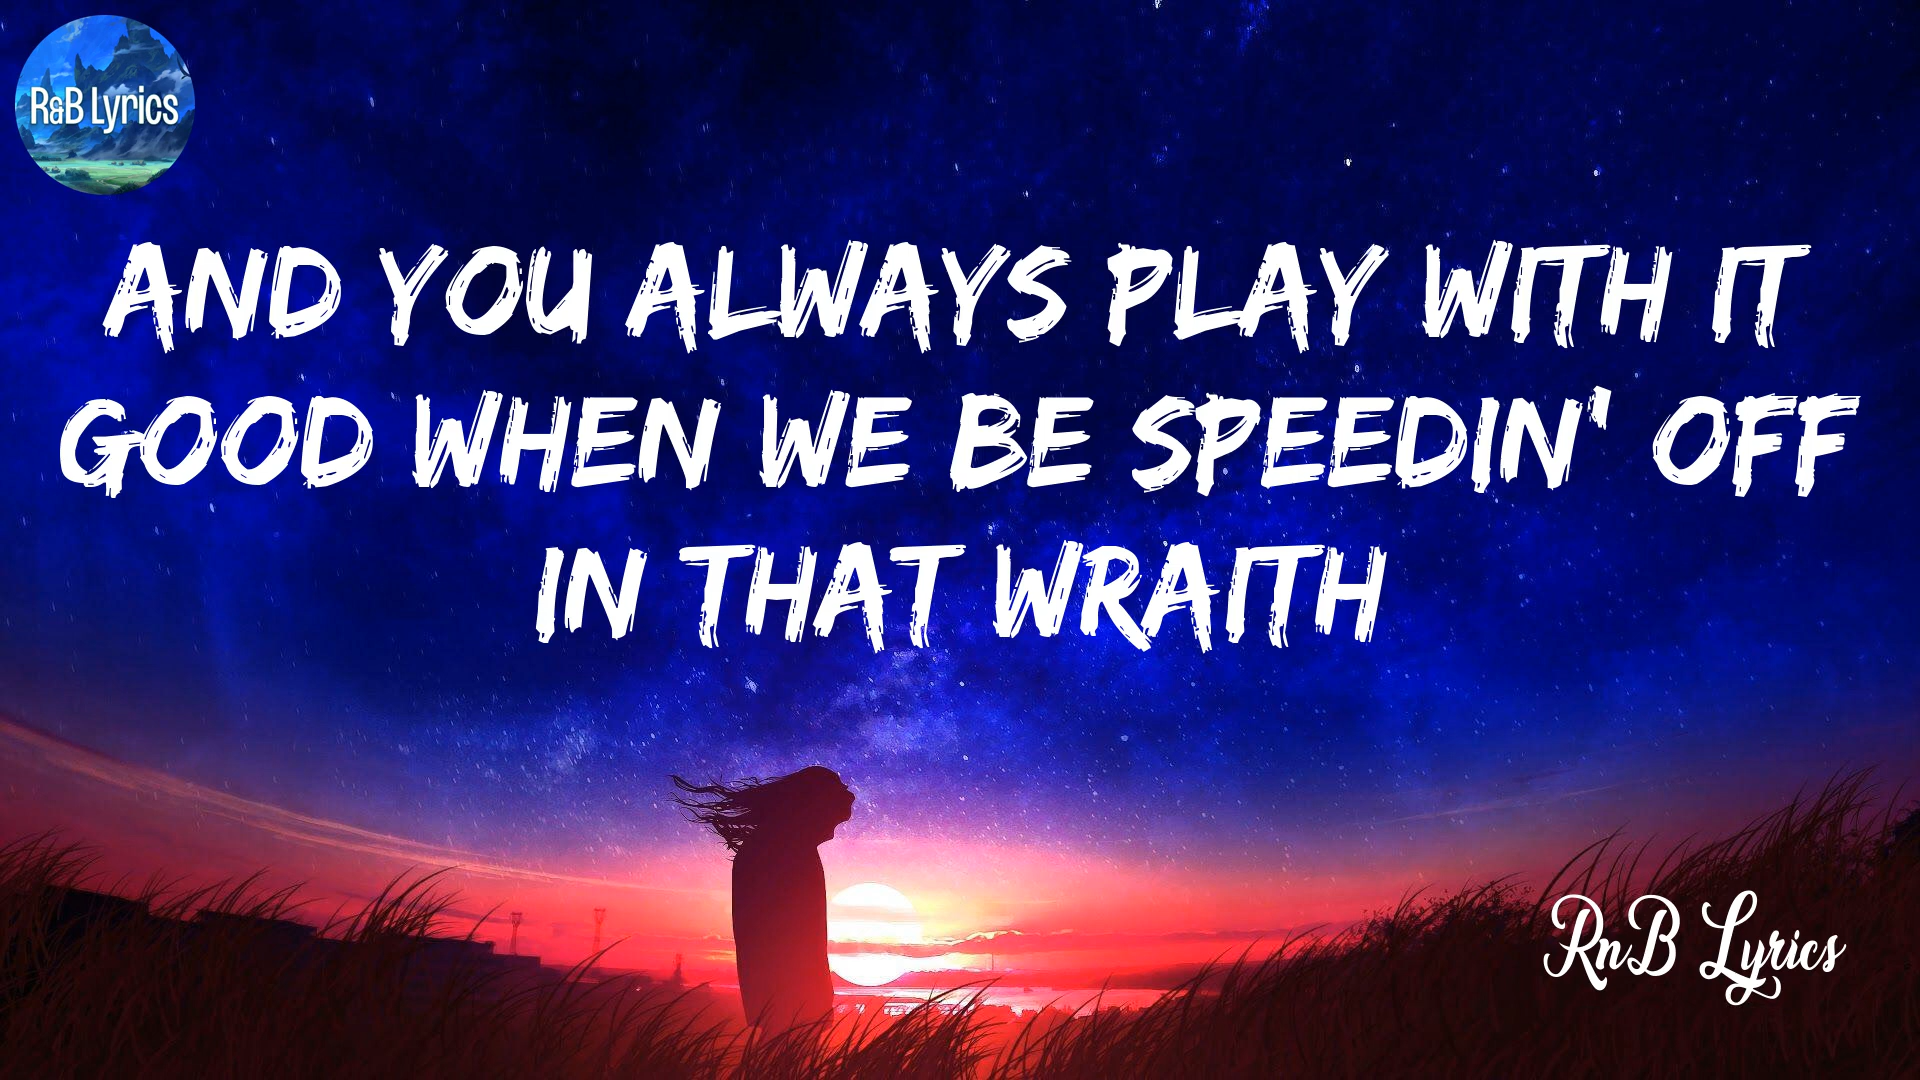 R&B Lyrics
AND YOU ALWAYS PLAY WITH IT
GOOD WHEN WE BE SPEEDIN' OFF
IN THAT WRAITH
RnB Lyrics